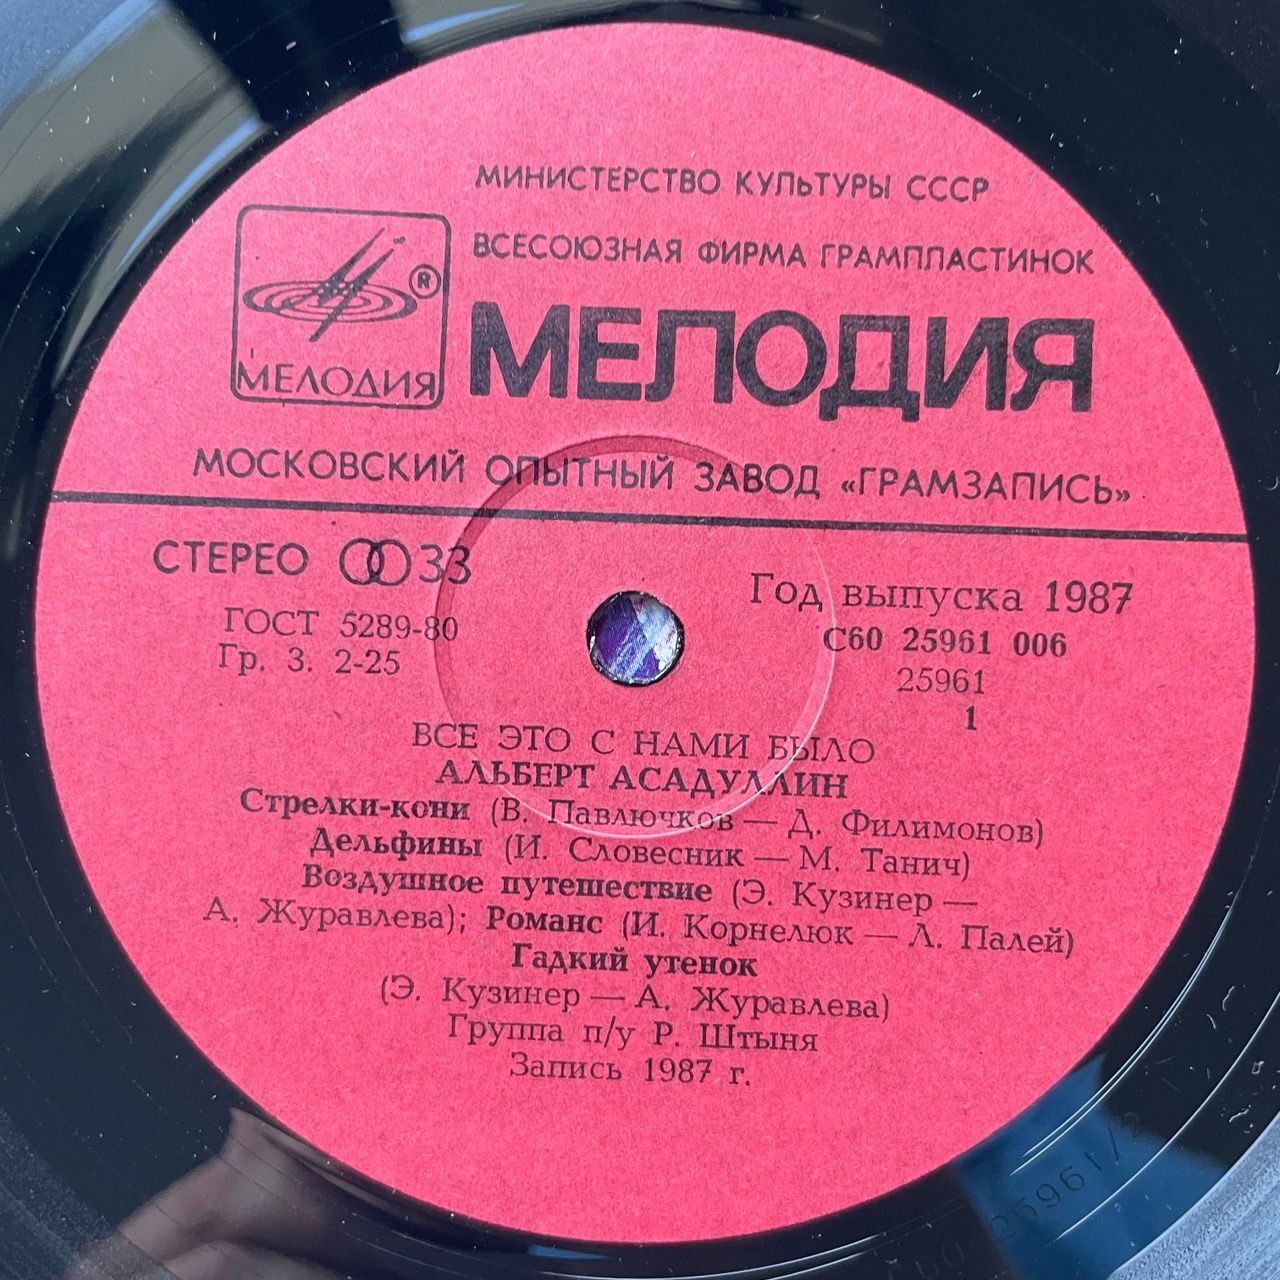 МИНИСТЕРСТВО КУЛЬТУРЫ СССР
ВСЕСОЮЗНАЯ ФИРМА ГРАМПЛАСТИНОК
МЕЛОДИЯ ®
МЕЛОДИЯ
МОСКОВСКИЙ ОПЫТНЫЙ ЗАВОД «ГРАМЗАПИСЬ»
СТЕРЕО 33
ГОСТ 5289-80
Гр. 3. 2-25
Год выпуска 1987
С60 25961 006
25961
1
ВСЕ ЭТО С НАМИ БЫЛО
АЛЬБЕРТ АСАДУЛЛИН
Стрелки-кони (В. Павлючков — Д. Филимонов)
Дельфины (И. Словесник — М. Танич)
Воздушное путешествие (Э. Кузинер —
А. Журавлева); Романс (И. Корнелюк — Л. Палей)
Гадкий утенок
(Э. Кузинер — А. Журавлева)
Группа п/у Р. Штыня
Запись 1987 г.